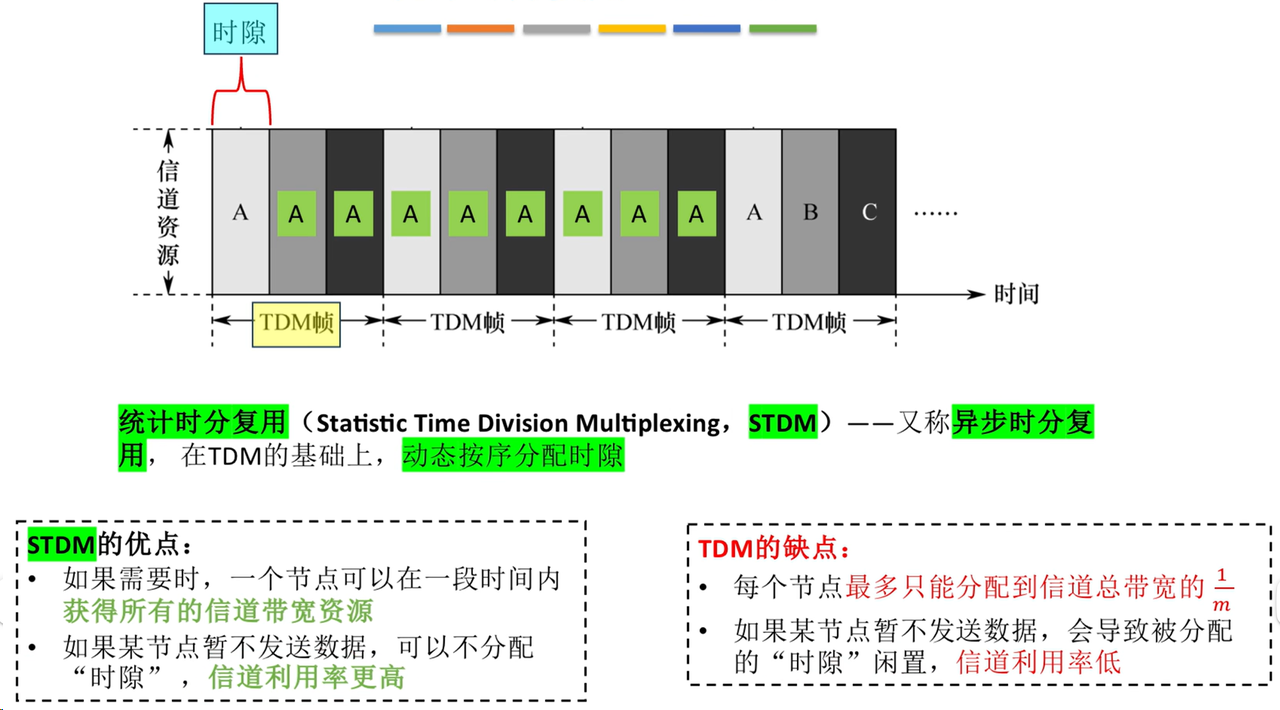 时隙
信道资源
A A A A A A A A A A B C ……
时间
TDM帧 TDM帧 TDM帧 TDM帧
统计时分复用（Statistic Time Division Multiplexing，STDM）——又称异步时分复
用， 在TDM的基础上，动态按序分配时隙
STDM的优点：
• 如果需要时，一个节点可以在一段时间内
获得所有的信道带宽资源
• 如果某节点暂不发送数据，可以不分配
“时隙”，信道利用率更高
TDM的缺点：
• 每个节点最多只能分配到信道总带宽的 1/m
• 如果某节点暂不发送数据，会导致被分配
的“时隙”闲置，信道利用率低